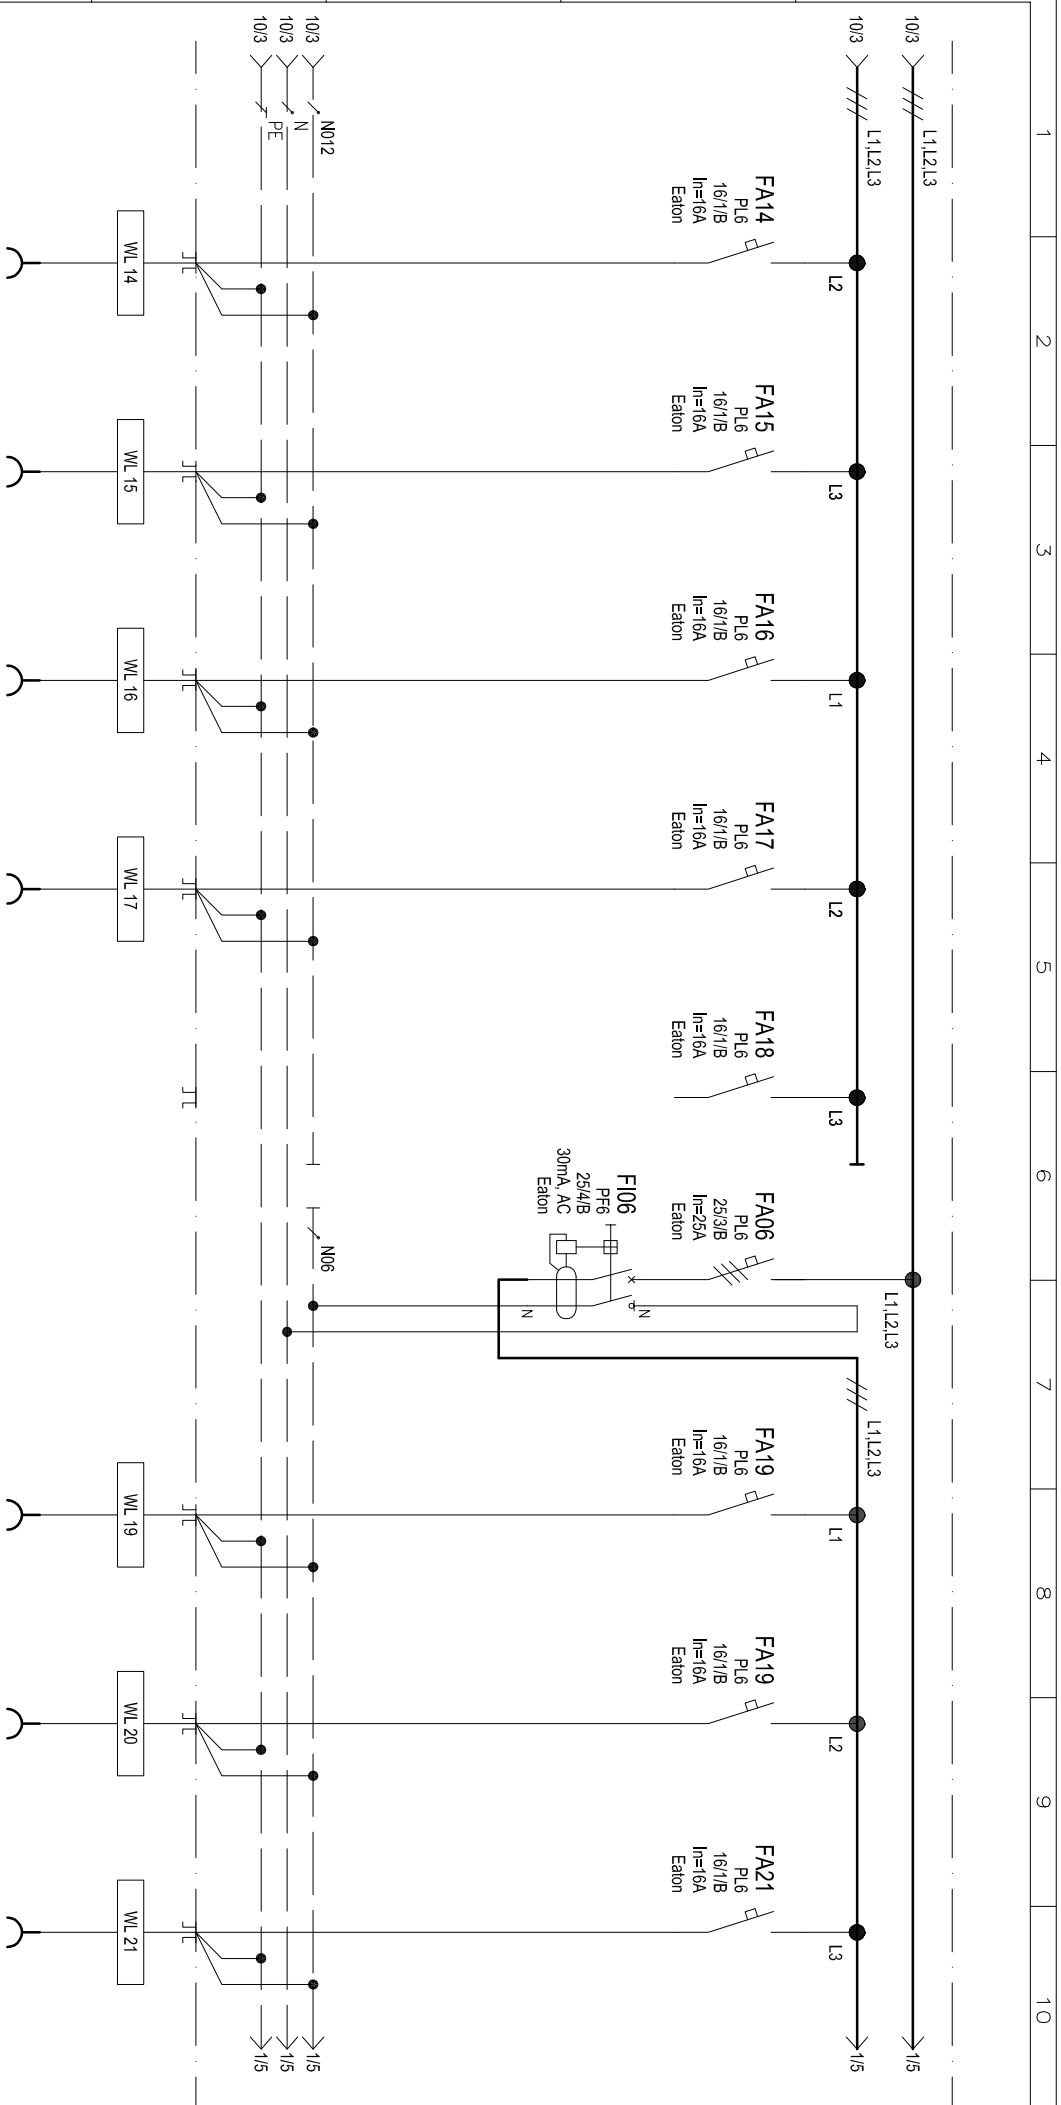 1
2
3
4
5
6
7
8
9
10
10/3
L1,L2,L3
1/5
10/3
L1,L2,L3
1/5
L2
L3
L1
L2
L3
L1,L2,L3
L1,L2,L3
L1
L2
L3
FA14
PL6
16/1/B
In=16A
Eaton
FA15
PL6
16/1/B
In=16A
Eaton
FA16
PL6
16/1/B
In=16A
Eaton
FA17
PL6
16/1/B
In=16A
Eaton
FA18
PL6
16/1/B
In=16A
Eaton
FA06
PL6
25/3/B
In=25A
Eaton
FI06
PF6
25/4/B
30mA, AC
Eaton
N
N
FA19
PL6
16/1/B
In=16A
Eaton
FA19
PL6
16/1/B
In=16A
Eaton
FA21
PL6
16/1/B
In=16A
Eaton
10/3
N012
N06
1/5
10/3
N
1/5
10/3
PE
1/5
WL 14
WL 15
WL 16
WL 17
WL 19
WL 20
WL 21